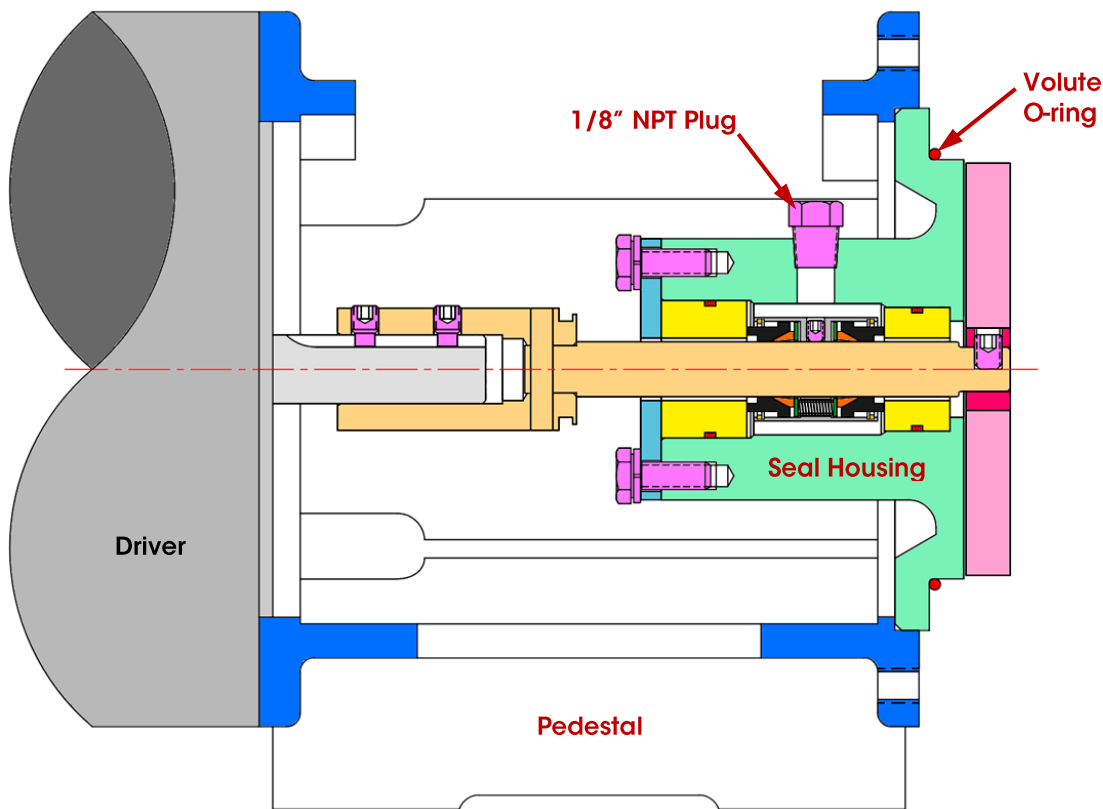 Volute
O-ring
1/8” NPT Plug
Seal Housing
Driver
Pedestal